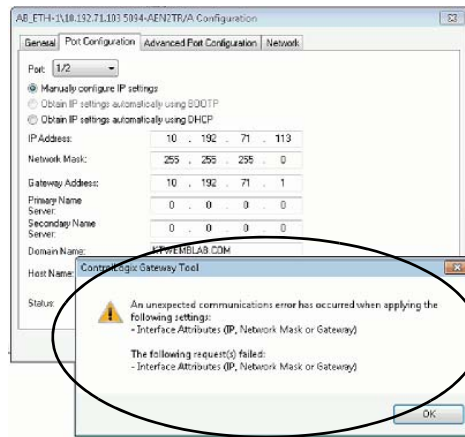 AB_ETH-1\10.192.71.103 5094-AEN2TR/A Configuration
General Port Configuration Advanced Port Configuration Network
Port: 1/2
Manually configure IP settings
Obtain IP settings automatically using BOOTP
Obtain IP settings automatically using DHCP
IP Address: 10 . 192 . 71 . 113
Network Mask: 255 . 255 . 255 . 0
Gateway Address: 10 . 192 . 71 . 1
Primary Name
Server: 0 . 0 . 0 . 0
Secondary Name
Server: 0 . 0 . 0 . 0
Domain Name: KTWEMBLAB.COM
Host Name:
ControlLogix Gateway Tool
Status:
An unexpected communications error has occurred when applying the
following settings:
- Interface Attributes (IP, Network Mask or Gateway)
The following request(s) failed:
- Interface Attributes (IP, Network Mask or Gateway)
OK